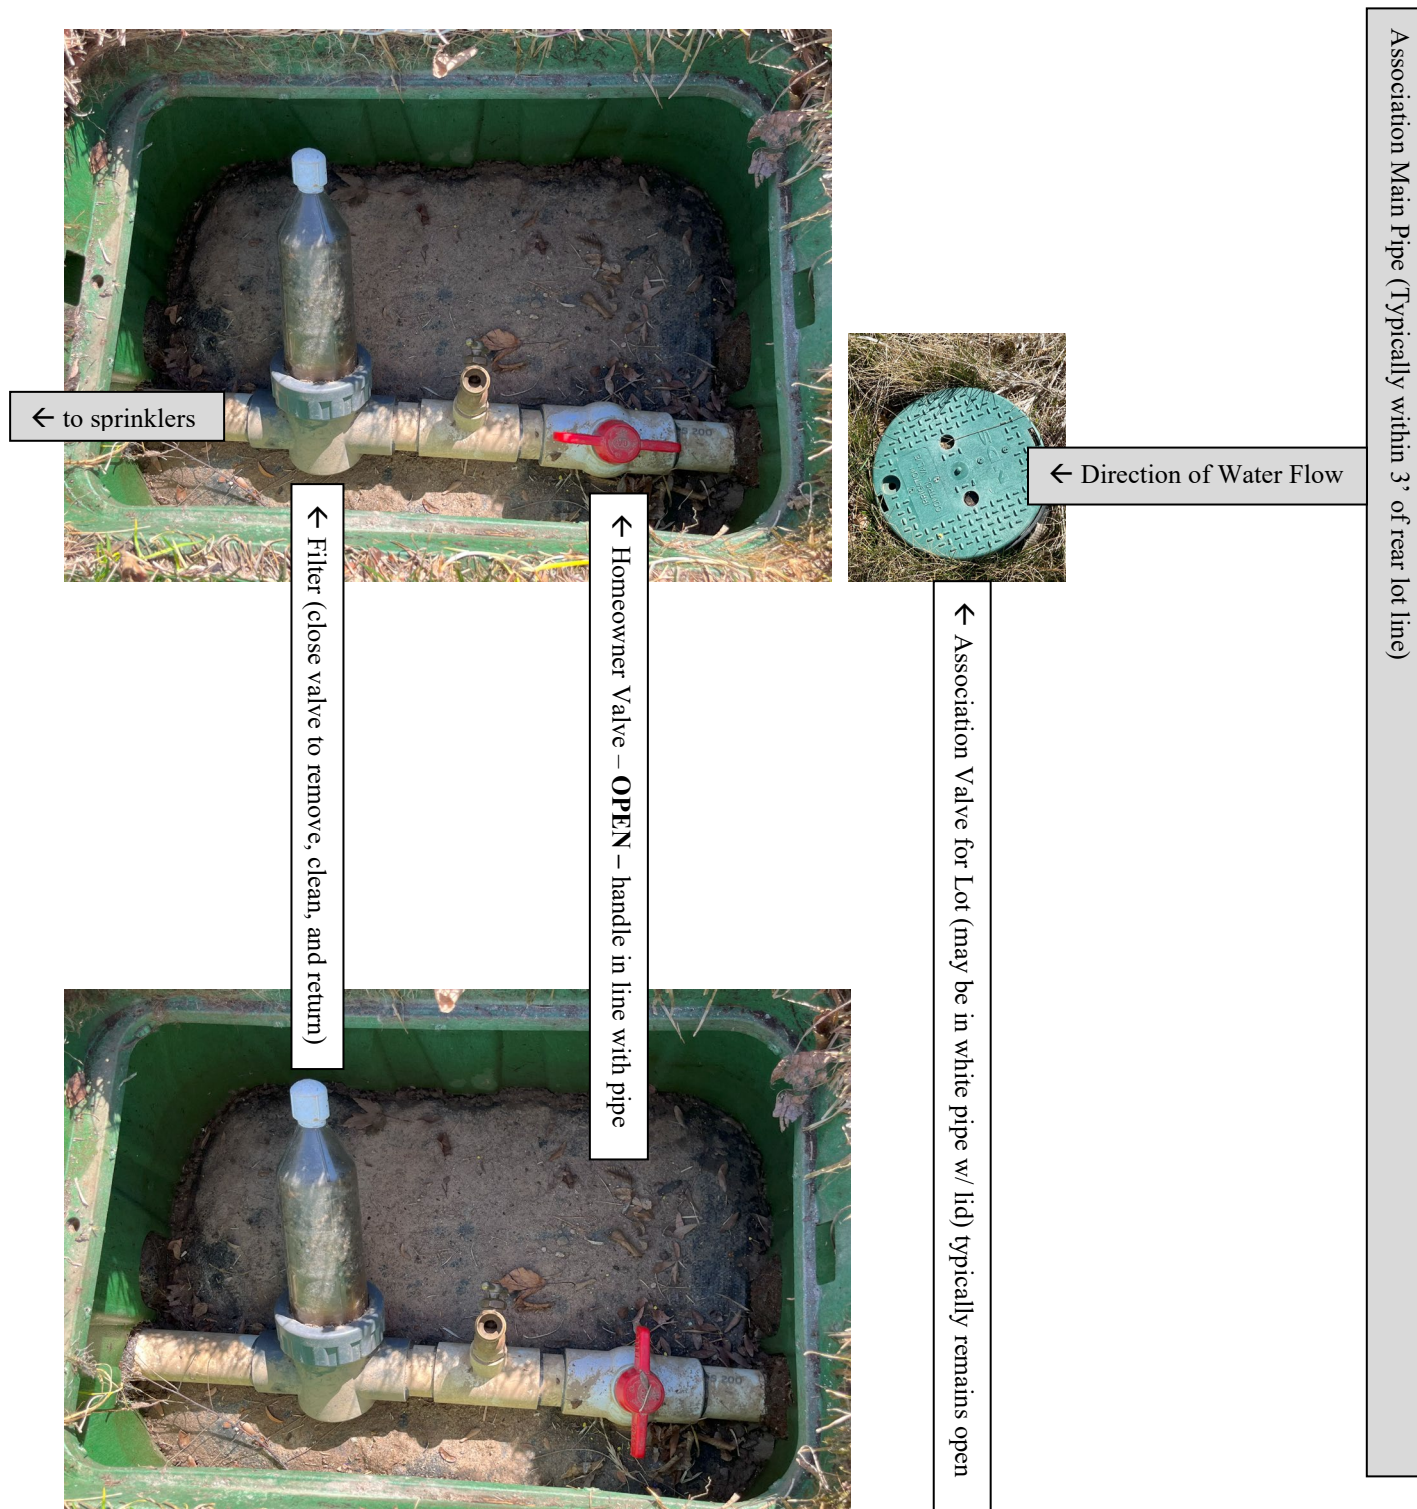 Association Main Pipe (Typically within 3’ of rear lot line)
← to sprinklers
← Direction of Water Flow
← Filter (close valve to remove, clean, and return)
← Homeowner Valve – OPEN – handle in line with pipe
← Association Valve for Lot (may be in white pipe w/ lid) typically remains open